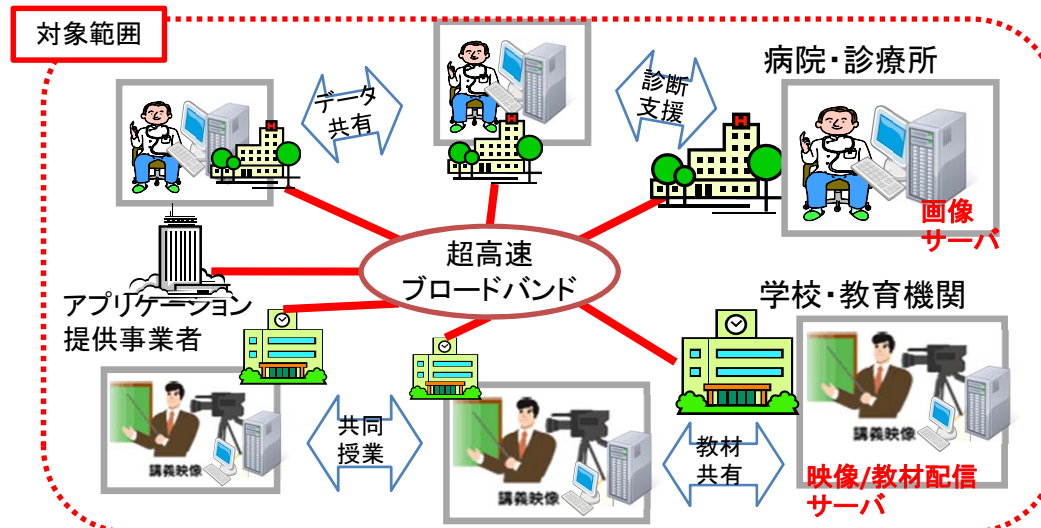 対象範囲
病院・診療所
データ
共有
診断
支援
画像
サーバ
超高速
ブロードバンド
アプリケーション
提供事業者
学校・教育機関
共同
授業
教材
共有
講義映像
講義映像
講義映像
映像/教材配信
サーバ
H
H
H